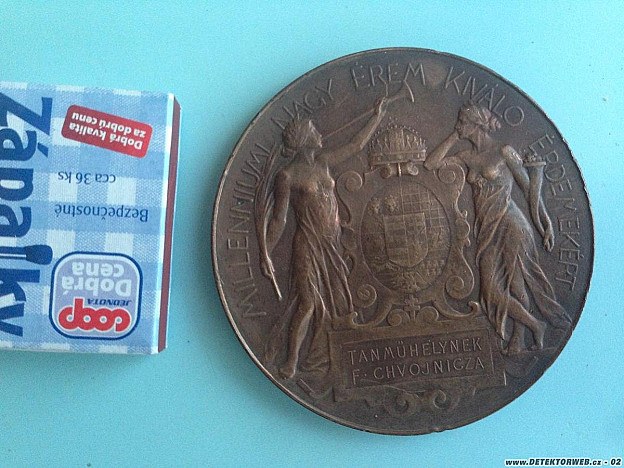 MILLENNIUMI NAGY ÉREM KIVÁLÓ ÉRDEMEKÉRT
TANMŰHELYNEK
F·CHVOJNICZA
Dobrá kvalita
za dobrú cenu
Zápalky
cca 36 ks
Bezpečnostné
Dobrá
cena
JEDNOTA
coop
www.DETEKTORWEB.cz - 02